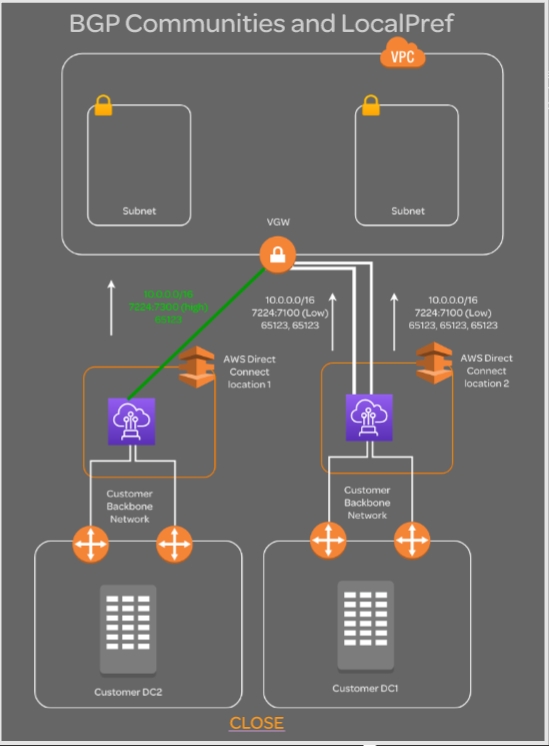 BGP Communities and LocalPref
VPC
Subnet
Subnet
VGW
10.0.0.0/16
7224:7300 (high)
65123
10.0.0.0/16
7224:7100 (Low)
65123, 65123
10.0.0.0/16
7224:7100 (Low)
65123, 65123, 65123
AWS Direct
Connect
location 1
AWS Direct
Connect
location 2
Customer
Backbone
Network
Customer
Backbone
Network
Customer DC2
Customer DC1
CLOSE